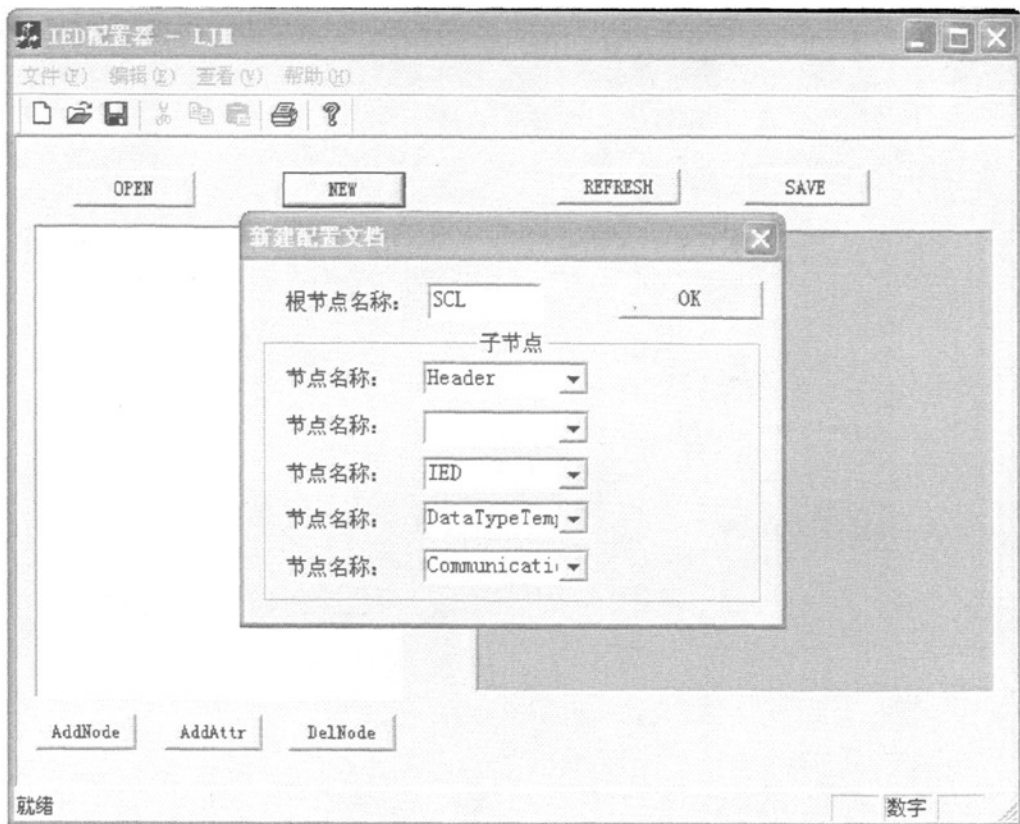 IED配置器 - LJM
文件(F) 编辑(E) 查看(V) 帮助(H)
OPEN NEW REFRESH SAVE
新建配置文档
根节点名称： SCL OK
子节点
节点名称： Header
节点名称：
节点名称： IED
节点名称： DataTypeTemp
节点名称： Communicati
AddNode AddAttr DelNode
就绪 数字